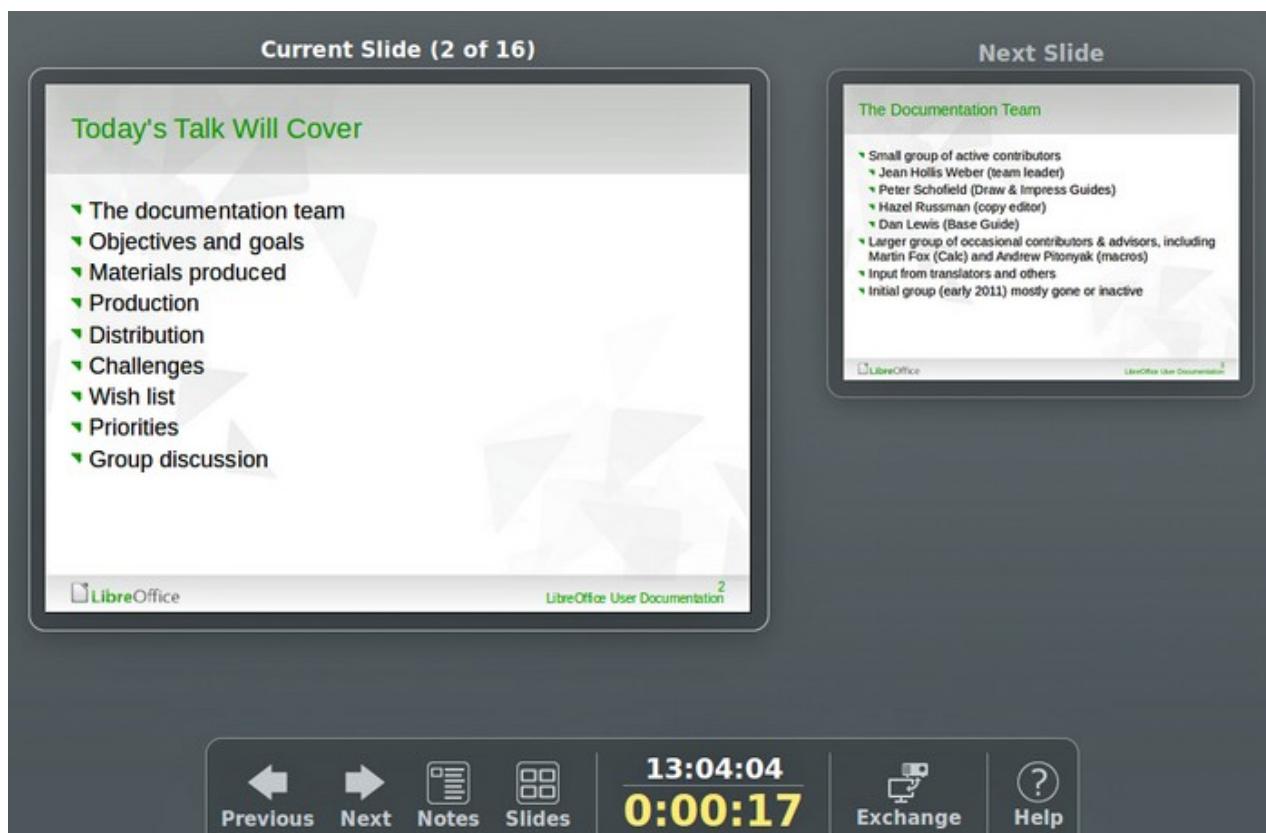 Current Slide (2 of 16)
Today's Talk Will Cover
The documentation team
Objectives and goals
Materials produced
Production
Distribution
Challenges
Wish list
Priorities
Group discussion
LibreOffice
LibreOffice User Documentation
2
Next Slide
The Documentation Team
Small group of active contributors
Jean Hollis Weber (team leader)
Peter Schofield (Draw & Impress Guides)
Hazel Russman (copy editor)
Dan Lewis (Base Guide)
Larger group of occasional contributors & advisors, including
Martin Fox (Calc) and Andrew Pitonyak (macros)
Input from translators and others
Initial group (early 2011) mostly gone or inactive
LibreOffice
LibreOffice User Documentation
3
Previous
Next
Notes
Slides
13:04:04
0:00:17
Exchange
?
Help